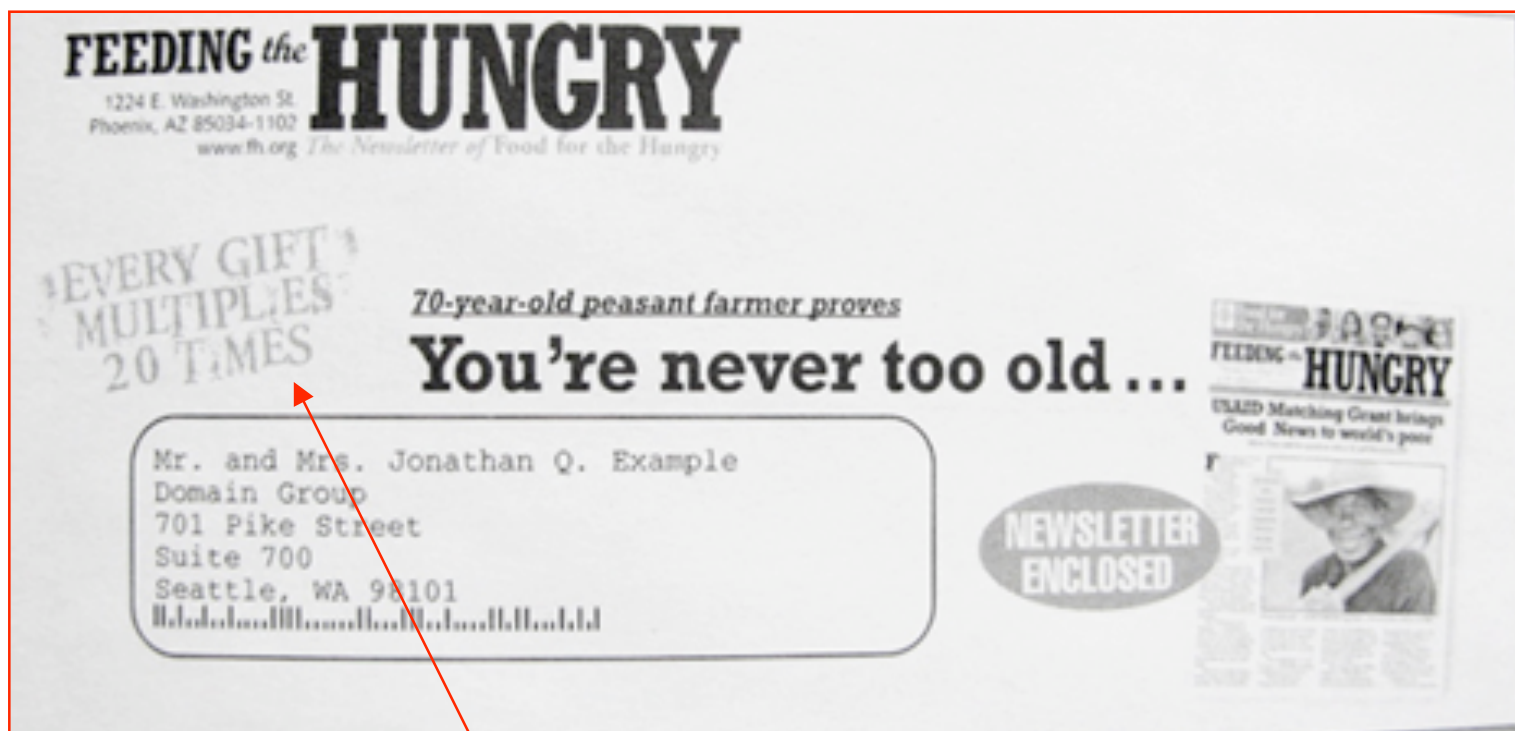 FEEDING the HUNGRY
1224 E. Washington St.
Phoenix, AZ 85034-1102
www.fh.org
The Newsletter of Food for the Hungry
EVERY GIFT
MULTIPLIES
20 TIMES
70-year-old peasant farmer proves
You're never too old ...
Mr. and Mrs. Jonathan Q. Example
Domain Group
701 Pike Street
Suite 700
Seattle, WA 98101
NEWSLETTER
ENCLOSED
FEEDING the HUNGRY
USAID Matching Grant brings
Good News to world's poor